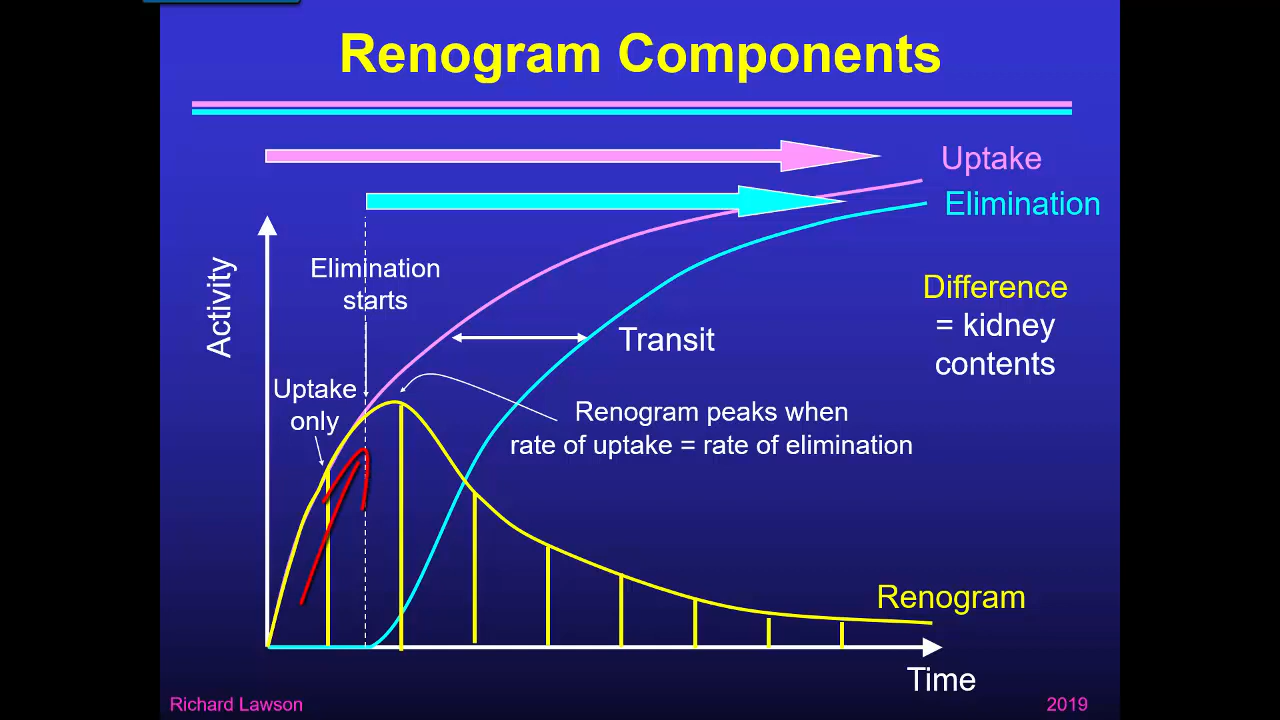 Renogram Components
Uptake
Elimination
Elimination
starts
Activity
Difference
= kidney
contents
Transit
Uptake
only
Renogram peaks when
rate of uptake = rate of elimination
Renogram
Time
Richard Lawson
2019